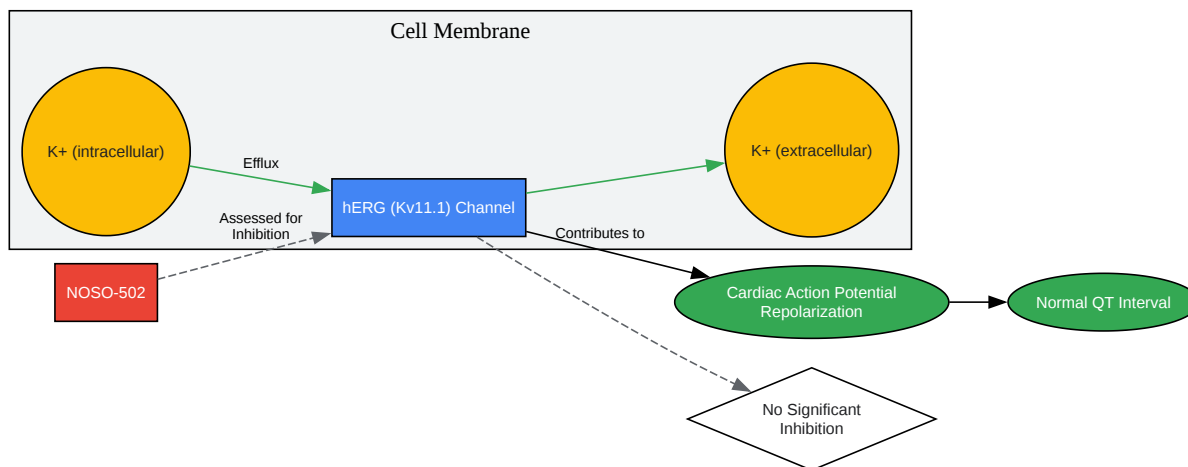 Cell Membrane
K+ (intracellular)
Efflux
K+ (extracellular)
hERG (Kv11.1) Channel
Assessed for
Inhibition
Contributes to
NOSO-502
Cardiac Action Potential
Repolarization
Normal QT Interval
No Significant
Inhibition